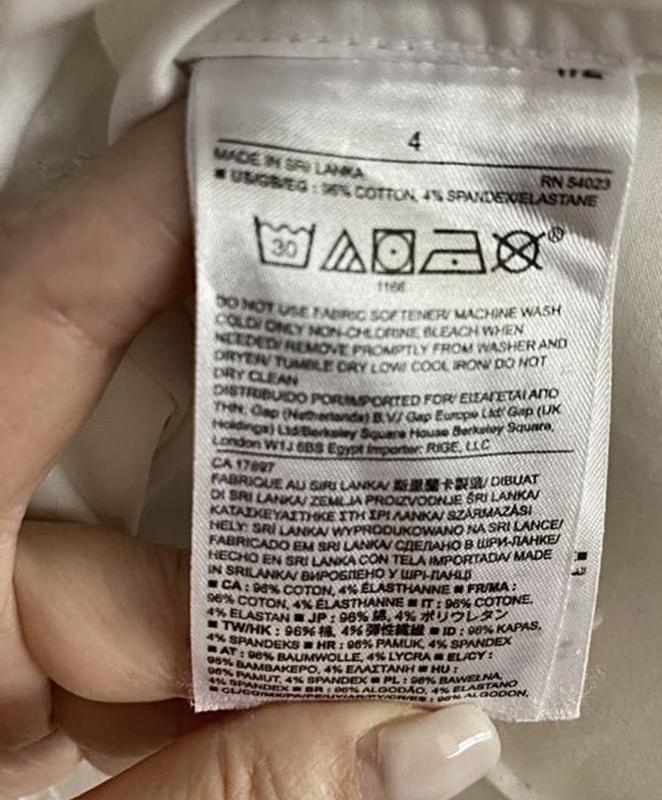 4
MADE IN SRI LANKA
RN 54023
■ US/GB/EG : 96% COTTON, 4% SPANDEX/ELASTANE
30
®
1166
DO NOT USE FABRIC SOFTENER/ MACHINE WASH
COLD/ ONLY NON-CHLORINE BLEACH WHEN
NEEDED/ REMOVE PROMPTLY FROM WASHER AND
DRYER/ TUMBLE DRY LOW/ COOL IRON/ DO NOT
DRY CLEAN
DISTRIBUIDO POR/IMPORTED FOR/ ΕΙΣΑΓΕΤΑΙ ΑΠΟ
ΤΗΝ: Gap (Netherlands) B.V./ Gap Europe Ltd/ Gap (UK
Holdings) Ltd/Berkeley Square House Berkeley Square,
London W1J 6BS Egypt Importer: RIGE, LLC
CA 17897
FABRIQUÉ AU SIRI LANKA/ 斯里蘭卡製造/ DIBUAT
DI SRI LANKA/ ZEMLJA PROIZVODNJE ŠRI LANKA/
ΚΑΤΑΣΚΕΥΑΣΤΗΚΕ ΣΤΗ ΣΡΙ ΛΑΝΚΑ/ SZÁRMAZÁSI
HELY: SRÍ LANKA/ WYPRODUKOWANO NA SRI LANCE/
FABRICADO EM SRI LANKA/ СДЕЛАНО В ШРИ-ЛАНКЕ/
HECHO EN SRI LANKA CON TELA IMPORTADA/ MADE
IN SRILANKA/ ВИРОБЛЕНО У ШРІ-ЛАНЦІ
■ CA : 96% COTON, 4% ÉLASTHANNE ■ FR/MA :
96% COTON, 4% ÉLASTHANNE ■ IT : 96% COTONE,
4% ELASTAN ■ JP : 96% 綿, 4% ポリウレタン
■ TW/HK : 96% 棉, 4% 彈性纖維 ■ ID : 96% KAPAS,
4% SPANDEKS ■ HR : 96% PAMUK, 4% SPANDEX
■ AT : 96% BAUMWOLLE, 4% LYCRA ■ EL/CY :
96% ΒΑΜΒΑΚΕΡΟ, 4% ΕΛΑΣΤΑΝΗ ■ HU :
96% PAMUT, 4% SPANDEX ■ PL : 96% BAWEŁNA,
4% SPANDEX ■ BR : 96% ALGODÃO, 4% ELASTANO
96% ALGODON,